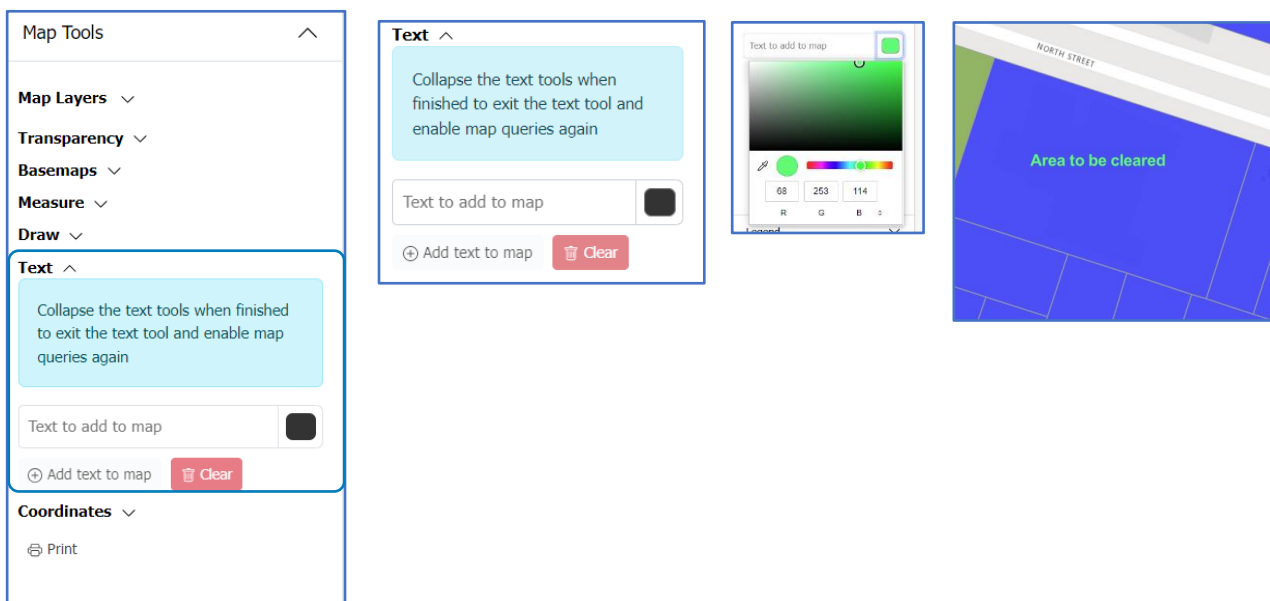 Map Tools
Map Layers
Transparency
Basemaps
Measure
Draw
Text
Collapse the text tools when finished
to exit the text tool and enable map
queries again
Text to add to map
Add text to map
Clear
Coordinates
Print
Text
Collapse the text tools when
finished to exit the text tool and
enable map queries again
Text to add to map
Add text to map
Clear
Text to add to map
68 253 114
R G B
Legend
NORTH STREET
Area to be cleared